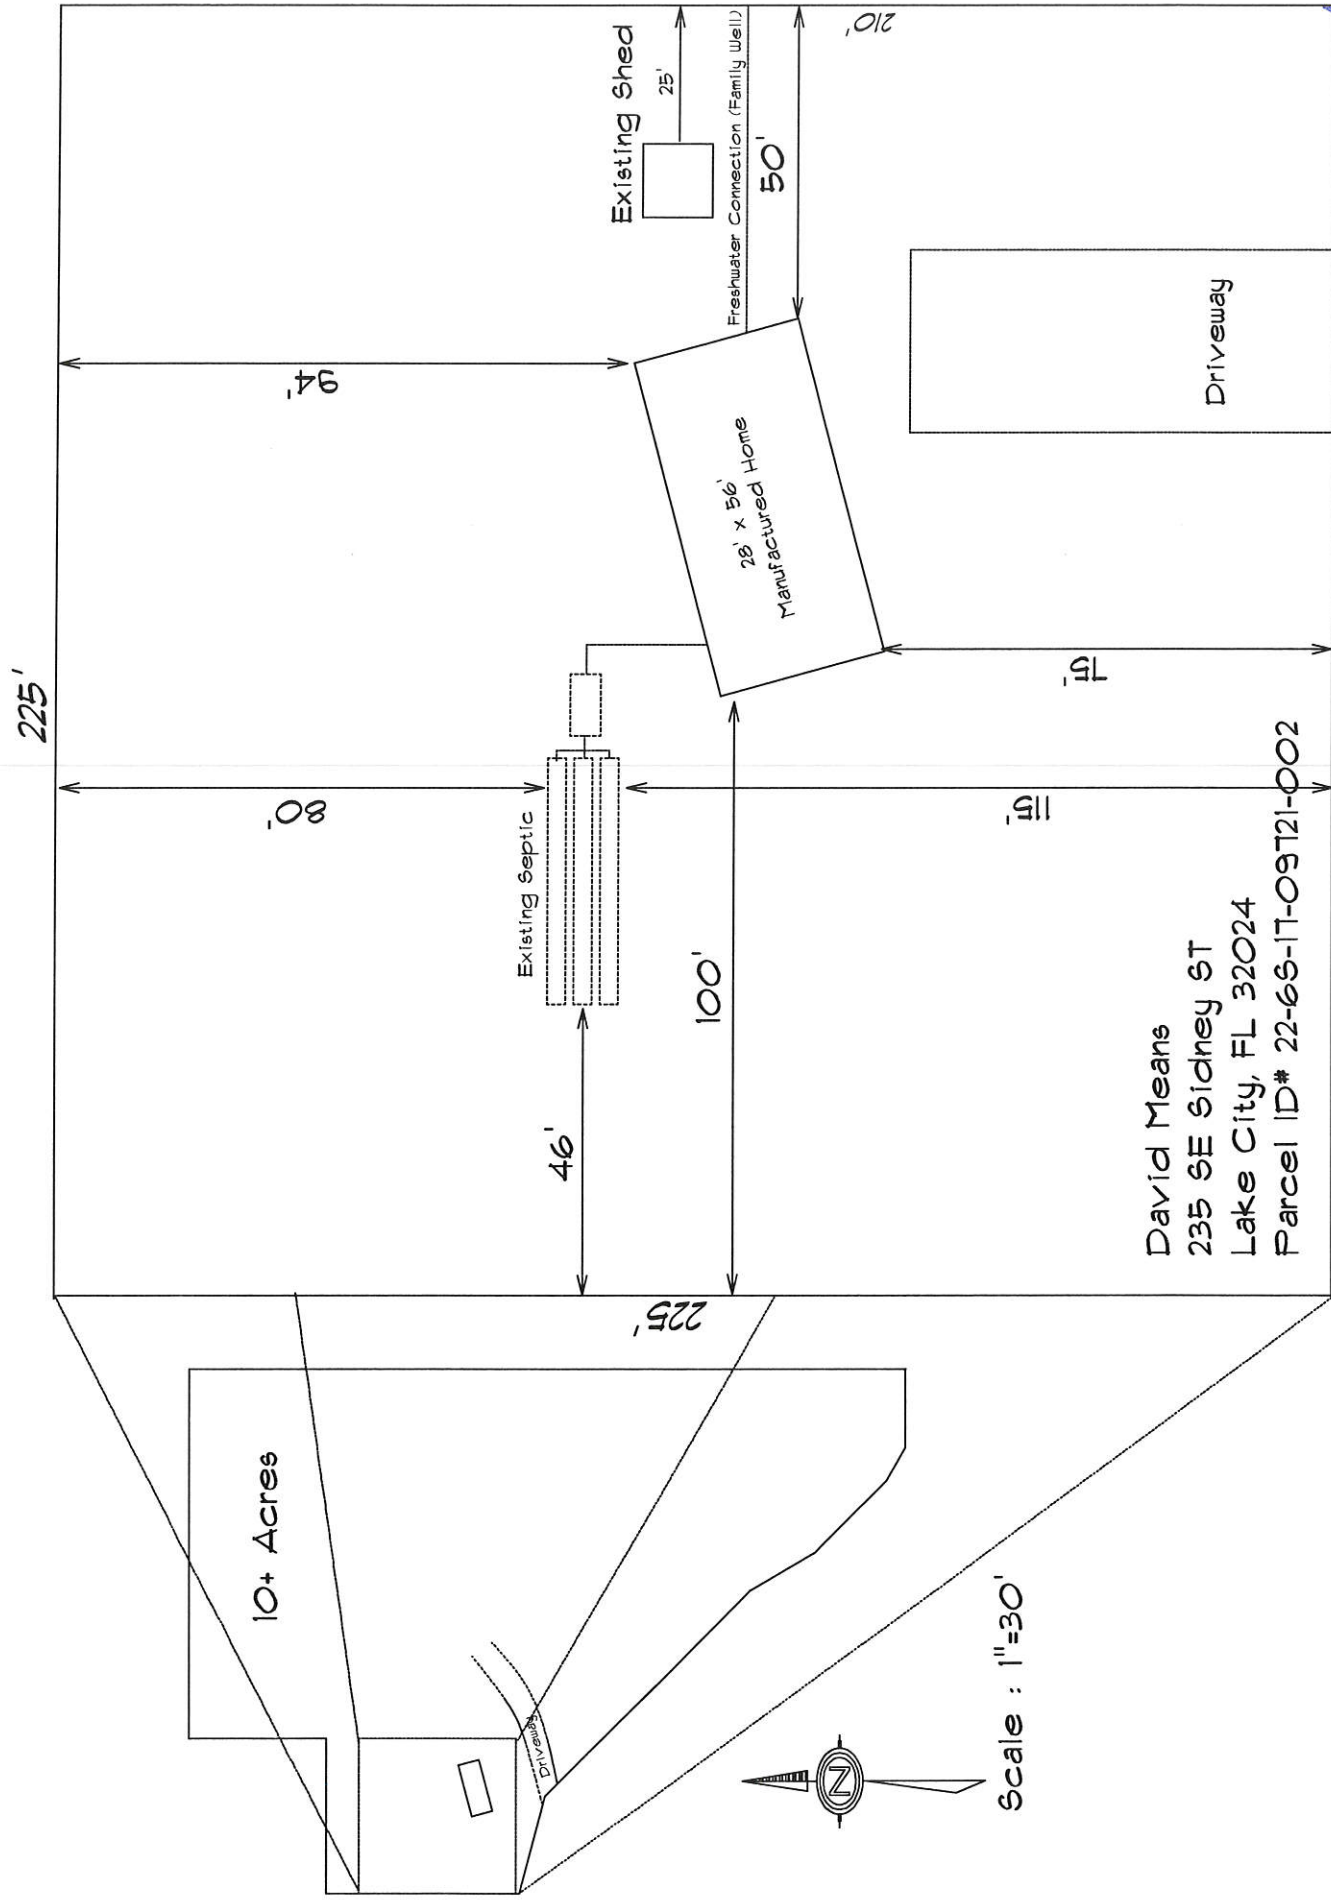 225'
210'
Existing Shed
25'
Freshwater Connection (Family Well)
50'
94'
28' x 56'
Manufactured Home
Driveway
80'
Existing Septic
115'
75'
46'
100'
225'
David Means
235 SE Sidney ST
Lake City, FL 32024
Parcel ID# 22-6S-17-09721-002
10+ Acres
Driveway
N
Scale : 1"=30'